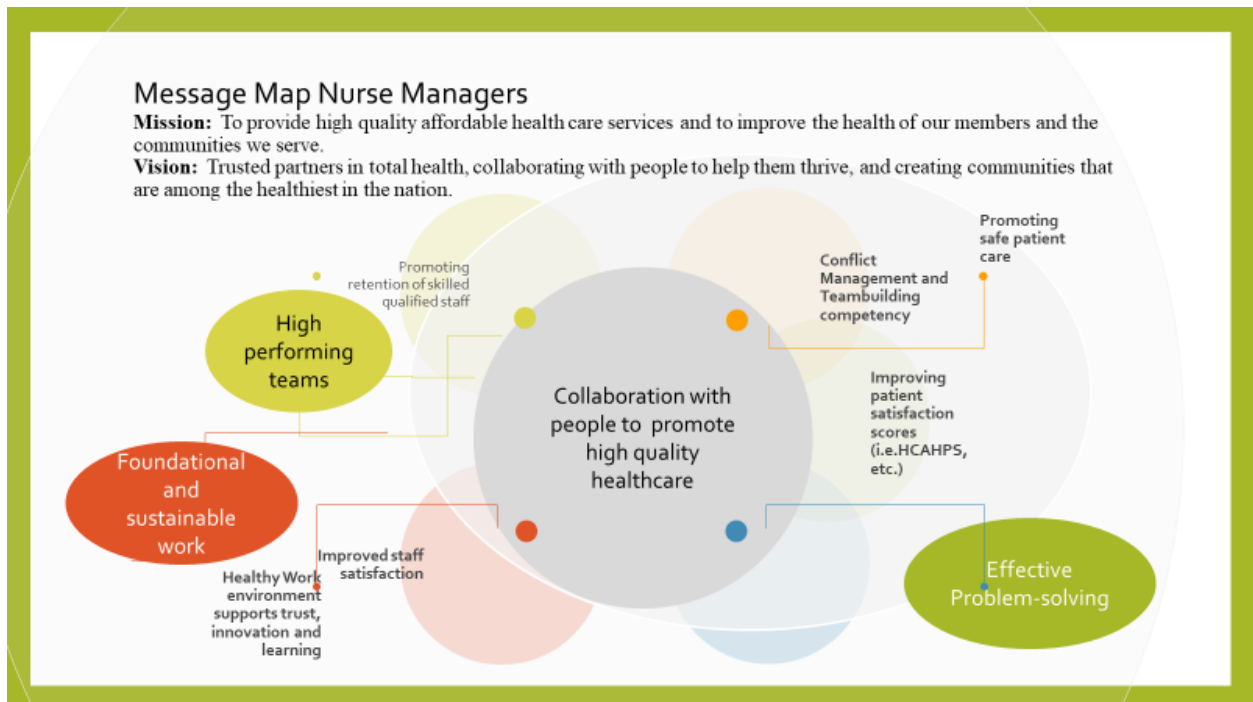 Message Map Nurse Managers
Mission: To provide high quality affordable health care services and to improve the health of our members and the
communities we serve.
Vision: Trusted partners in total health, collaborating with people to help them thrive, and creating communities that
are among the healthiest in the nation.
Promoting
retention of skilled
qualified staff
High
performing
teams
Foundational
and
sustainable
work
Improved staff
satisfaction
Healthy Work
environment
supports trust,
innovation and
learning
Collaboration with
people to promote
high quality
healthcare
Conflict
Management and
Teambuilding
competency
Promoting
safe patient
care
Improving
patient
satisfaction
scores
(i.e.HCAHPS,
etc.)
Effective
Problem-solving